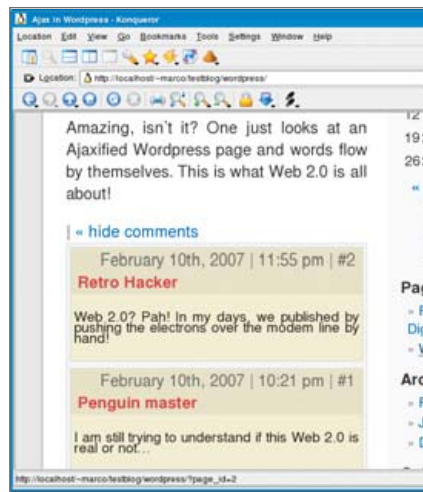 Ajax in Wordpress - Konqueror
Location Edit View Go Bookmarks Tools Settings Window Help
Location: http://localhost/~marco/testblog/wordpress/
Amazing, isn't it? One just looks at an
Ajaxified Wordpress page and words flow
by themselves. This is what Web 2.0 is all
about!
« hide comments
February 10th, 2007 | 11:55 pm | #2
Retro Hacker
Web 2.0? Pah! In my days, we published by
pushing the electrons over the modem line by
hand!
February 10th, 2007 | 10:21 pm | #1
Penguin master
I am still trying to understand if this Web 2.0 is
real or not...
12
19
26
«
Pag
» F
Dig
» V
Arc
» F
» J
» D
http://localhost/~marco/testblog/wordpress/?page_id=2